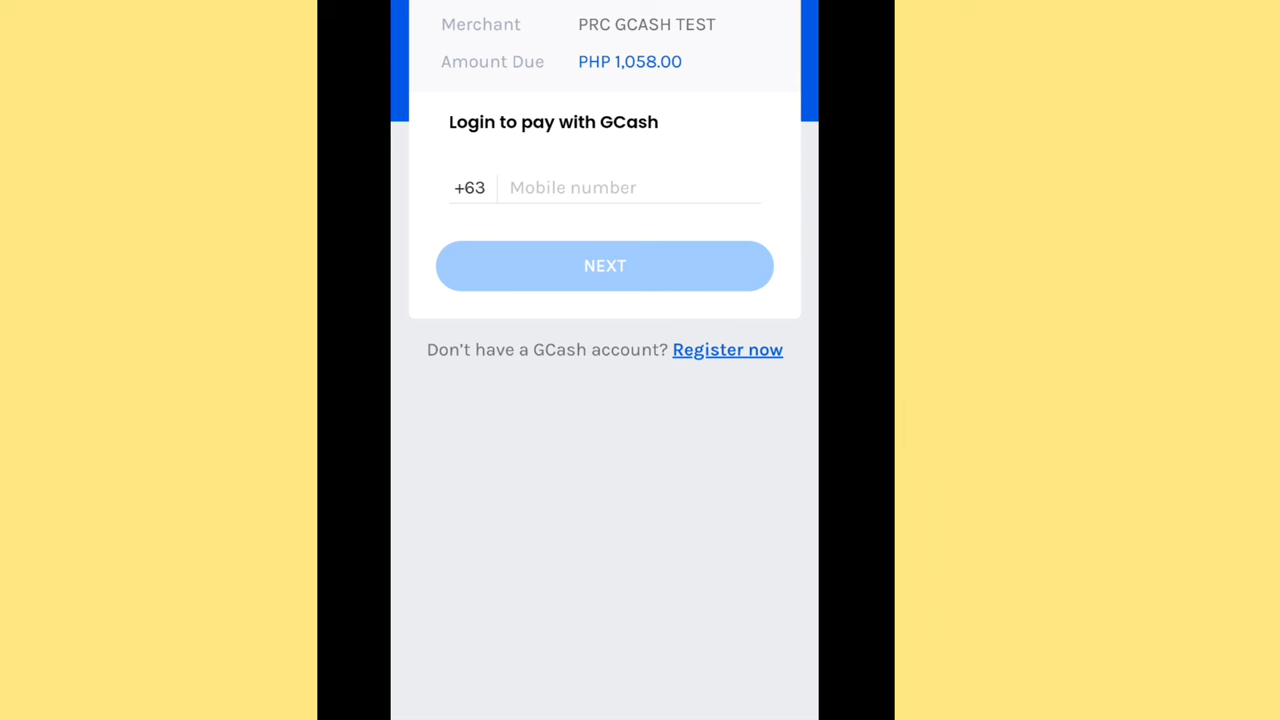 Merchant PRC GCASH TEST
Amount Due PHP 1,058.00
Login to pay with GCash
+63 Mobile number
NEXT
Don't have a GCash account? Register now